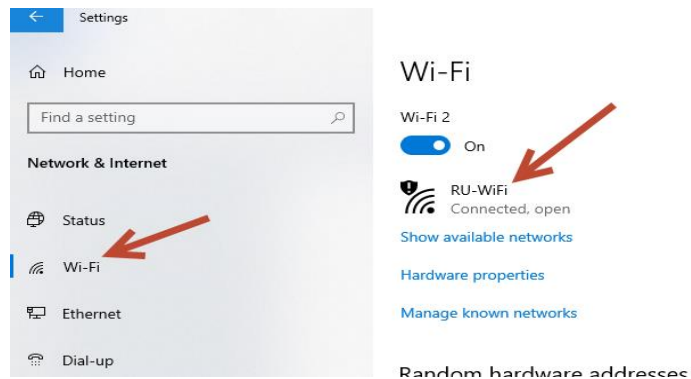 Settings
Home
Find a setting
Network & Internet
Status
Wi-Fi
Ethernet
Dial-up
Wi-Fi
Wi-Fi 2
On
RU-WiFi
Connected, open
Show available networks
Hardware properties
Manage known networks
Random hardware addresses